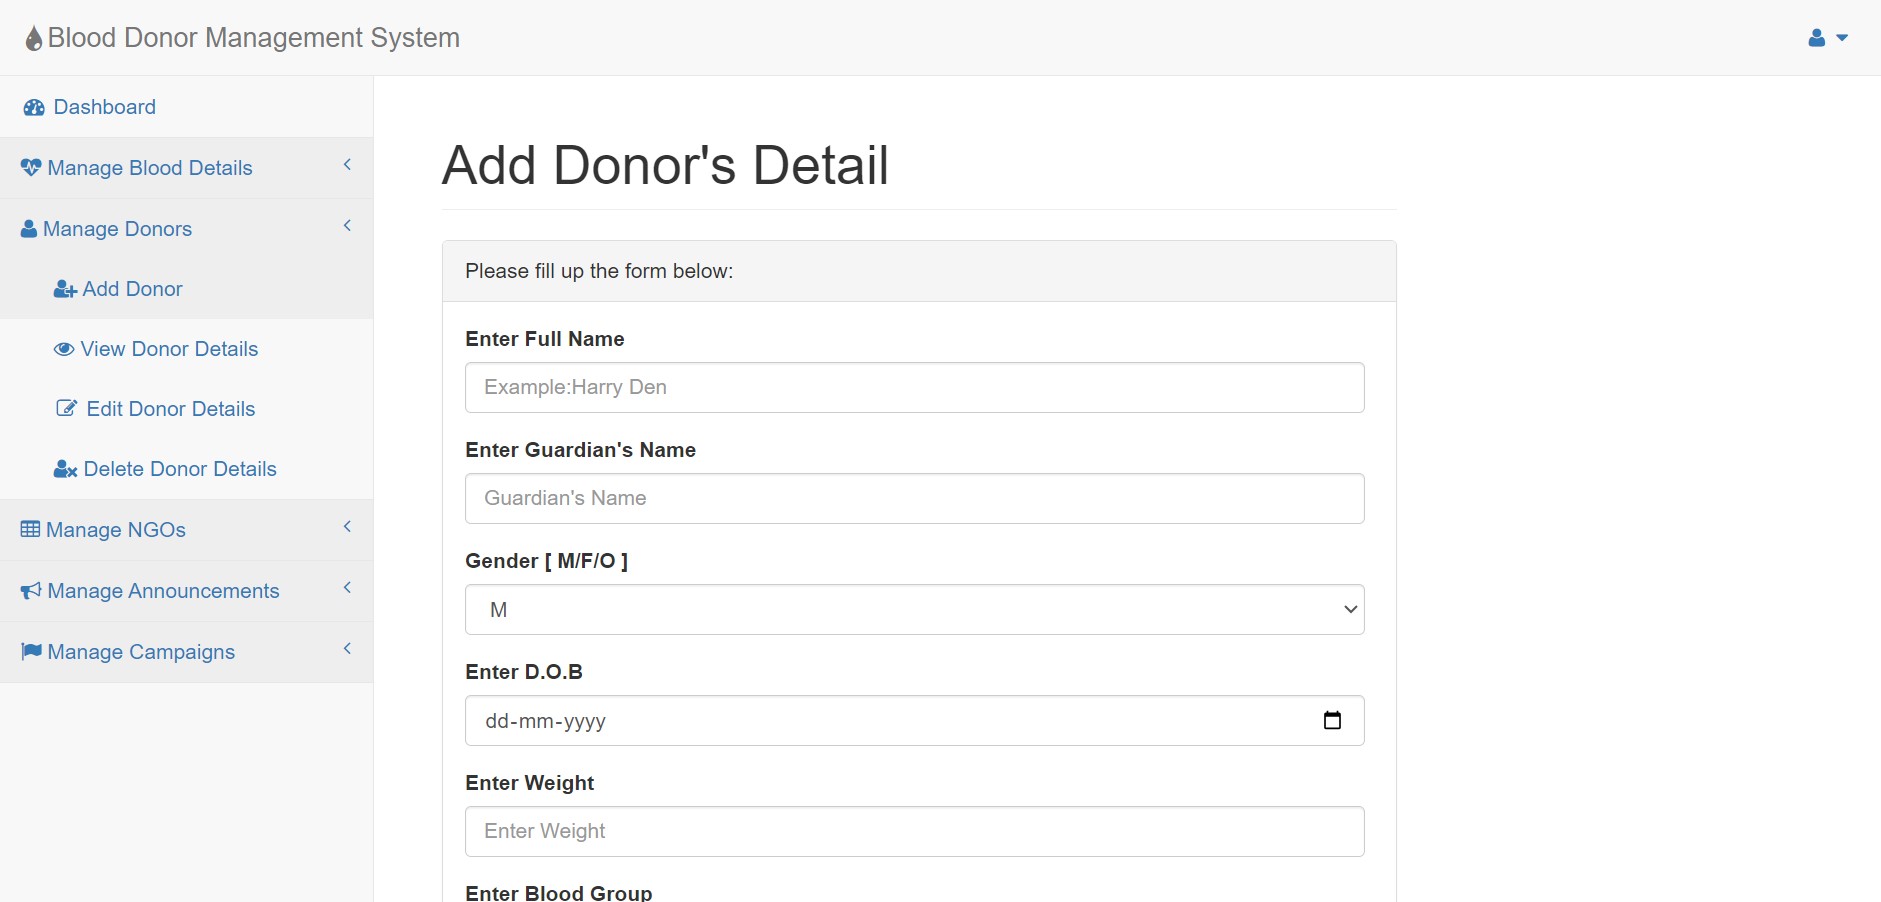 Blood Donor Management System
Dashboard
Manage Blood Details
Manage Donors
Add Donor
View Donor Details
Edit Donor Details
Delete Donor Details
Manage NGOs
Manage Announcements
Manage Campaigns
Add Donor's Detail
Please fill up the form below:
Enter Full Name
Example:Harry Den
Enter Guardian's Name
Guardian's Name
Gender [ M/F/O ]
M
Enter D.O.B
dd-mm-yyyy
Enter Weight
Enter Weight
Enter Blood Group